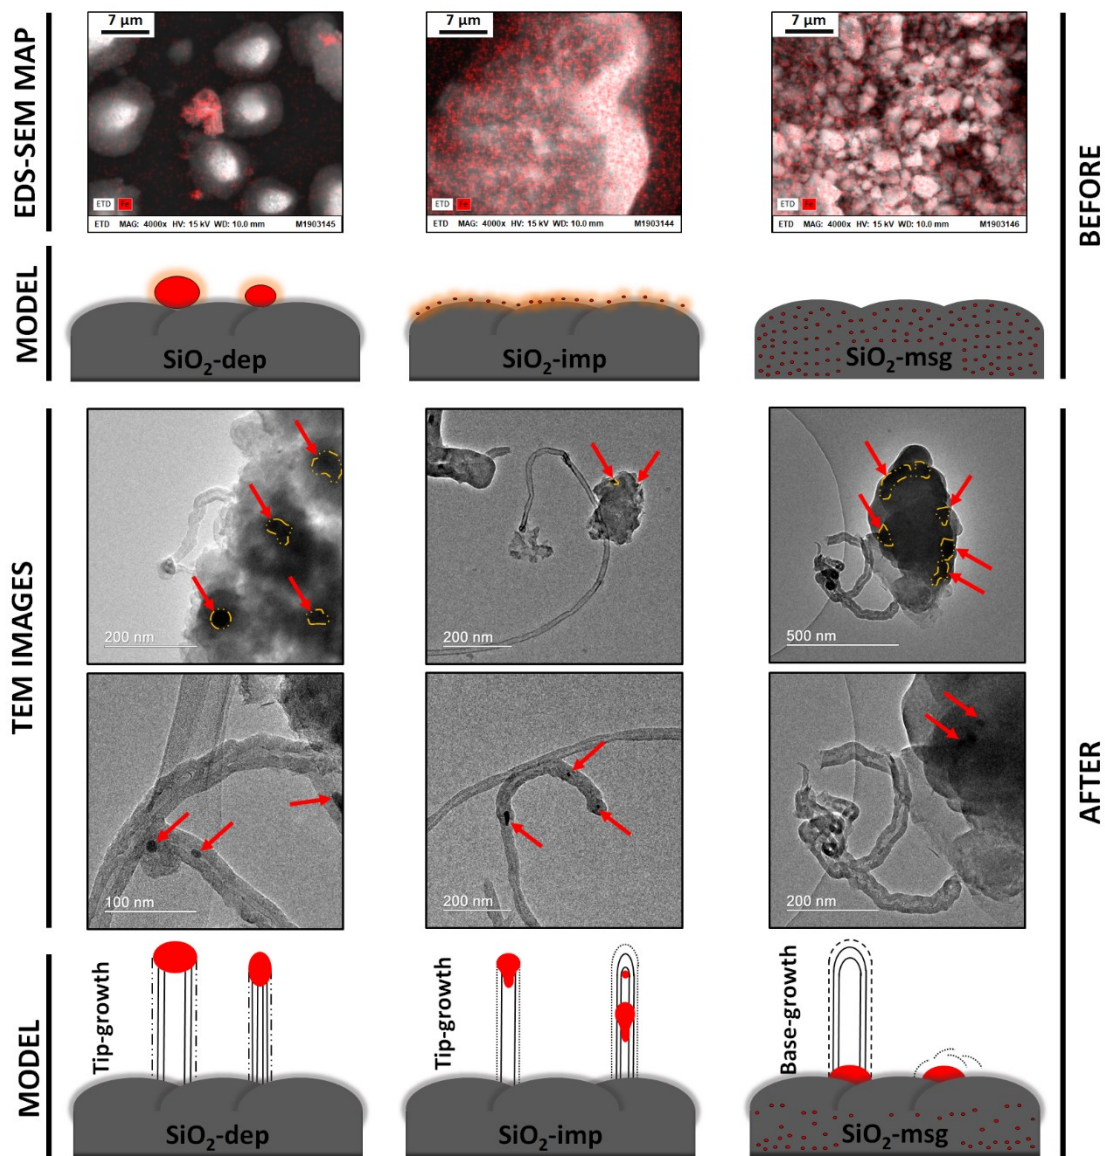 EDS-SEM MAP
7 µm
ETD Fe
ETD MAG: 4000x HV: 15 kV WD: 10.0 mm M1903145
7 µm
ETD Fe
ETD MAG: 4000x HV: 15 kV WD: 10.0 mm M1903144
7 µm
ETD Fe
ETD MAG: 4000x HV: 15 kV WD: 10.0 mm M1903146
BEFORE
MODEL
SiO₂-dep
SiO₂-imp
SiO₂-msg
TEM IMAGES
200 nm
200 nm
500 nm
100 nm
200 nm
200 nm
AFTER
MODEL
Tip-growth
SiO₂-dep
Tip-growth
SiO₂-imp
Base-growth
SiO₂-msg